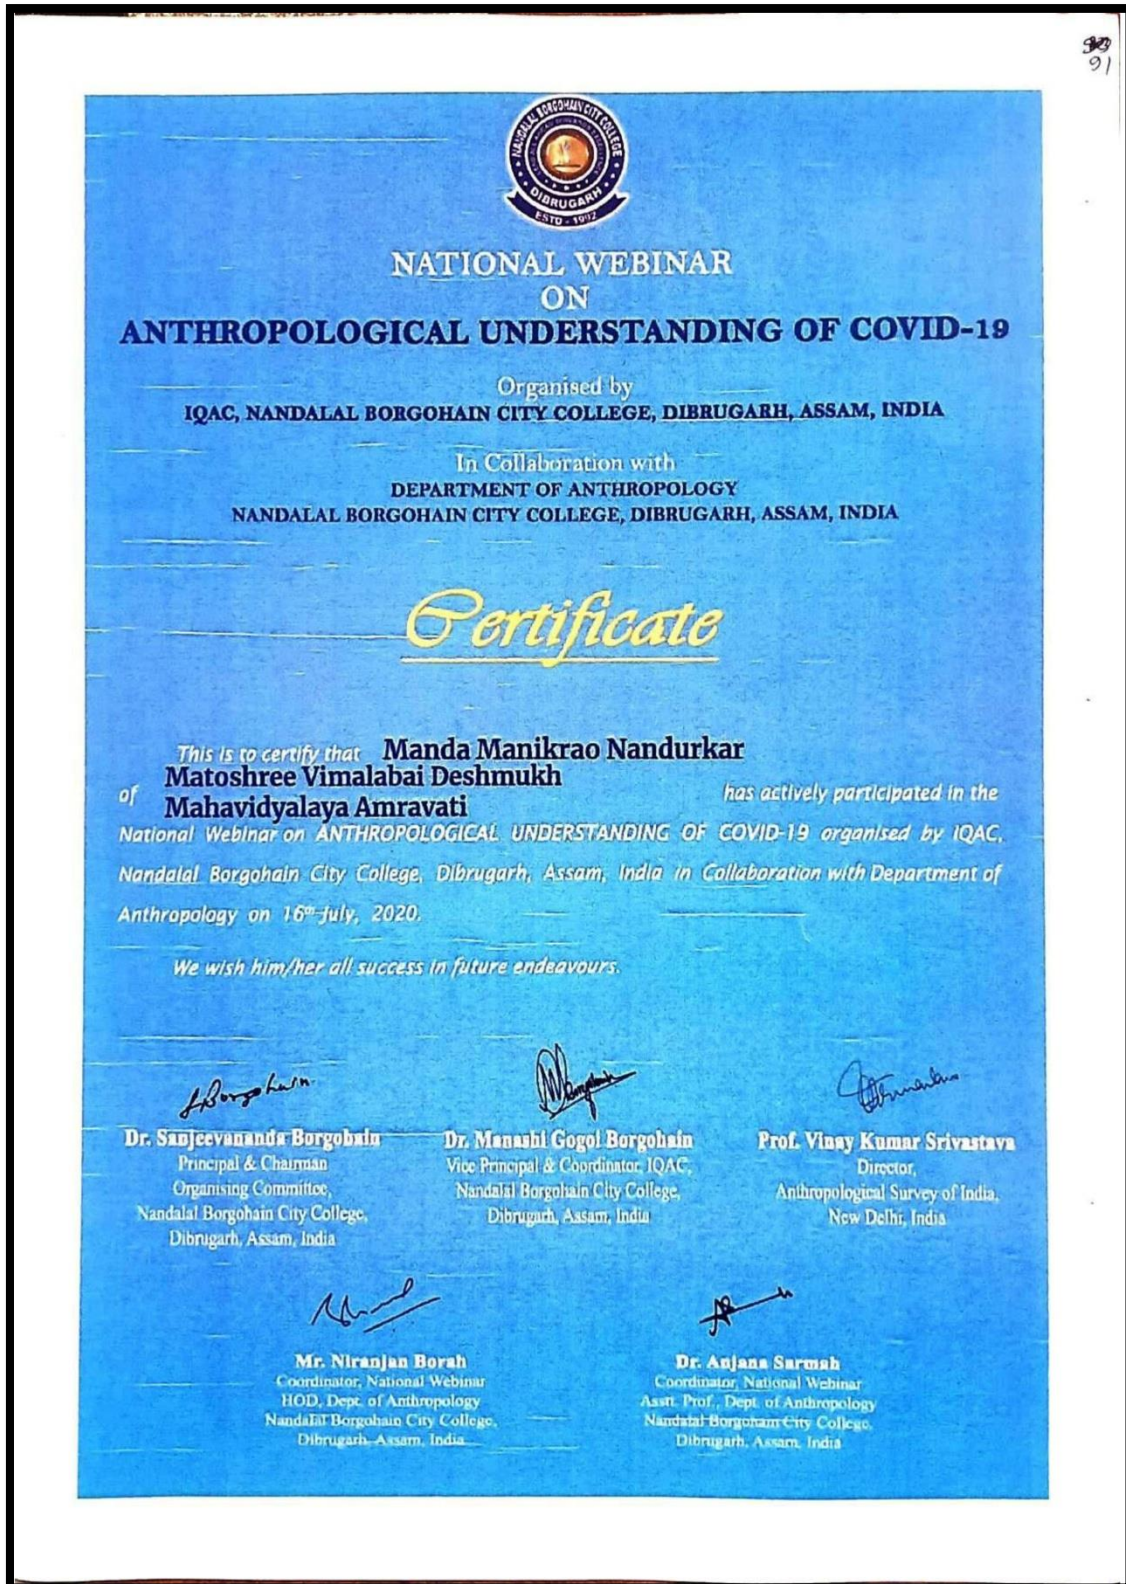 91
NANDALAL BORGOHAIN CITY COLLEGE
DIBRUGARH
ESTD - 1992
NATIONAL WEBINAR
ON
ANTHROPOLOGICAL UNDERSTANDING OF COVID-19
Organised by
IQAC, NANDALAL BORGOHAIN CITY COLLEGE, DIBRUGARH, ASSAM, INDIA
In Collaboration with
DEPARTMENT OF ANTHROPOLOGY
NANDALAL BORGOHAIN CITY COLLEGE, DIBRUGARH, ASSAM, INDIA
Certificate
This is to certify that Manda Manikrao Nandurkar
of Matoshree Vimalabai Deshmukh
Mahavidyalaya Amravati has actively participated in the
National Webinar on ANTHROPOLOGICAL UNDERSTANDING OF COVID-19 organised by IQAC,
Nandalal Borgohain City College, Dibrugarh, Assam, India in Collaboration with Department of
Anthropology on 16th July, 2020.
We wish him/her all success in future endeavours.
Dr. Sanjeevananda Borgohain
Principal & Chairman
Organising Committee,
Nandalal Borgohain City College,
Dibrugarh, Assam, India
Dr. Manashi Gogoi Borgohain
Vice Principal & Coordinator, IQAC,
Nandalal Borgohain City College,
Dibrugarh, Assam, India
Prof. Vinay Kumar Srivastava
Director,
Anthropological Survey of India,
New Delhi, India
Mr. Niranjan Borah
Coordinator, National Webinar
HOD, Dept. of Anthropology
Nandalal Borgohain City College,
Dibrugarh, Assam, India
Dr. Anjana Sarmah
Coordinator, National Webinar
Asstt. Prof., Dept. of Anthropology
Nandalal Borgohain City College,
Dibrugarh, Assam, India